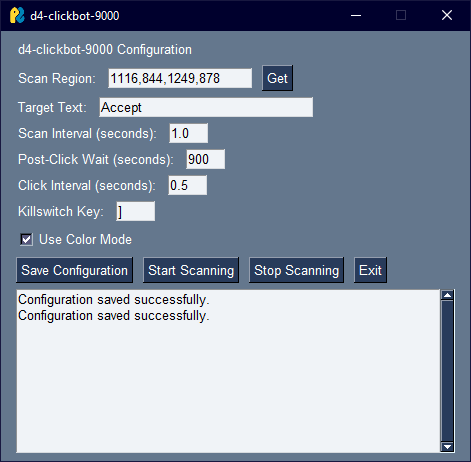 d4-clickbot-9000
d4-clickbot-9000 Configuration
Scan Region: 1116,844,1249,878 Get
Target Text: Accept
Scan Interval (seconds): 1.0
Post-Click Wait (seconds): 900
Click Interval (seconds): 0.5
Killswitch Key: ]
Use Color Mode
Save Configuration Start Scanning Stop Scanning Exit
Configuration saved successfully.
Configuration saved successfully.